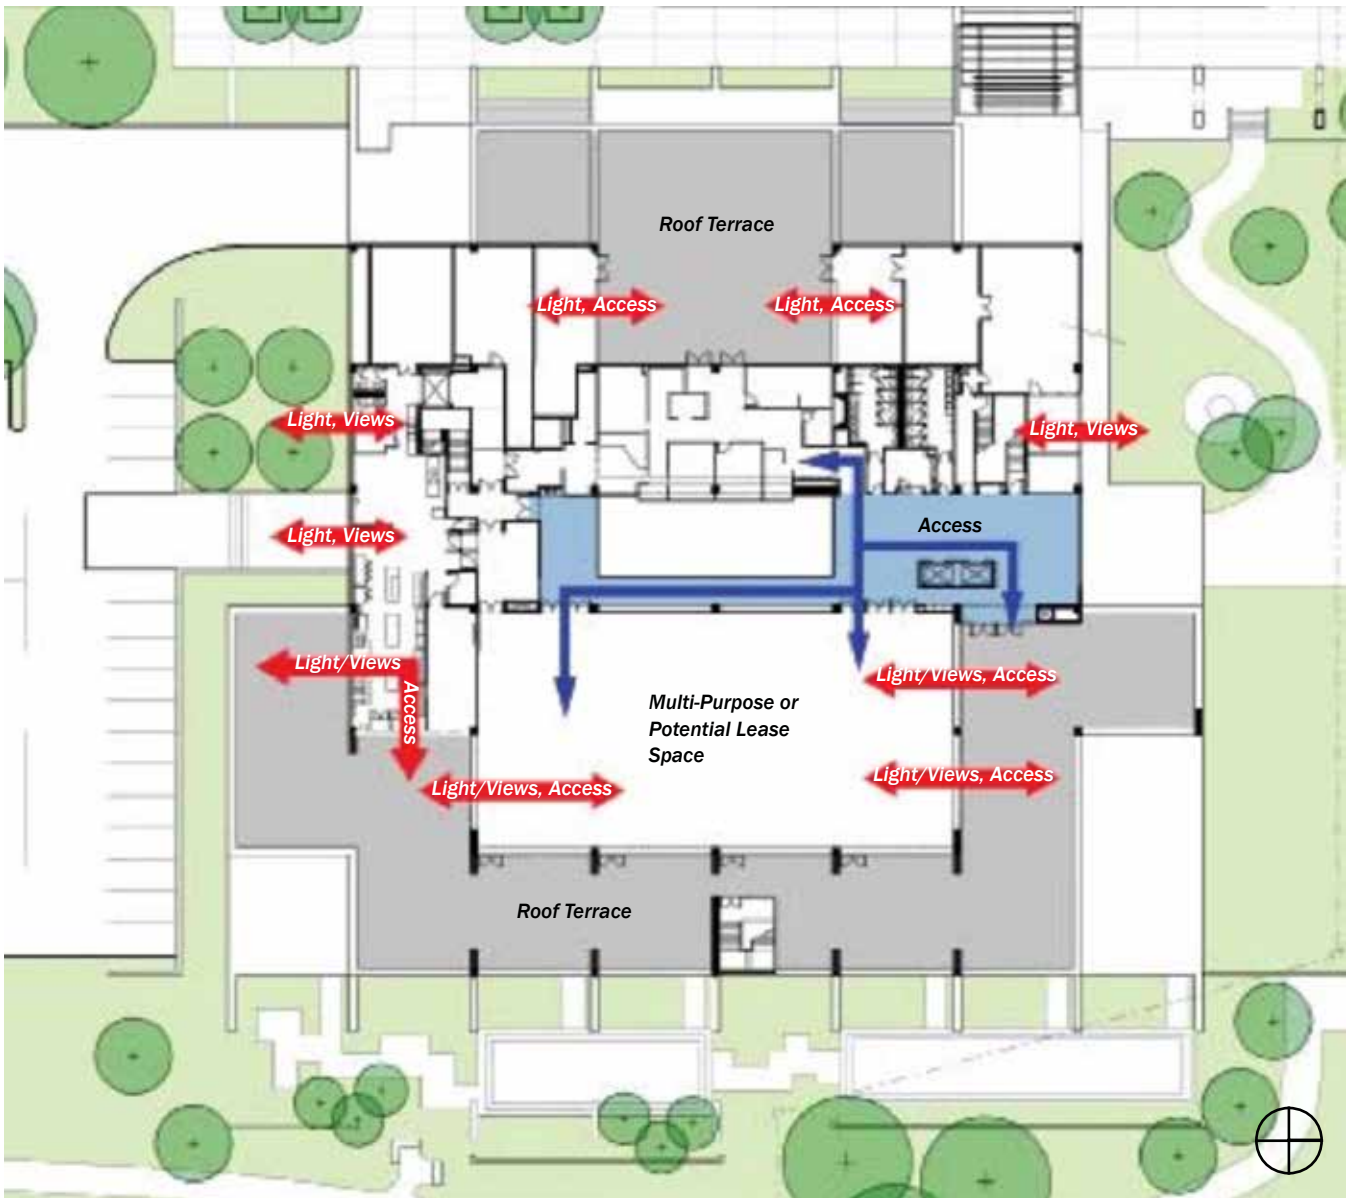 Roof Terrace
Light, Access
Light, Access
Light, Views
Light, Views
Access
Light, Views
Light/Views
Access
Light/Views, Access
Multi-Purpose or
Potential Lease
Space
Light/Views, Access
Light/Views, Access
Roof Terrace